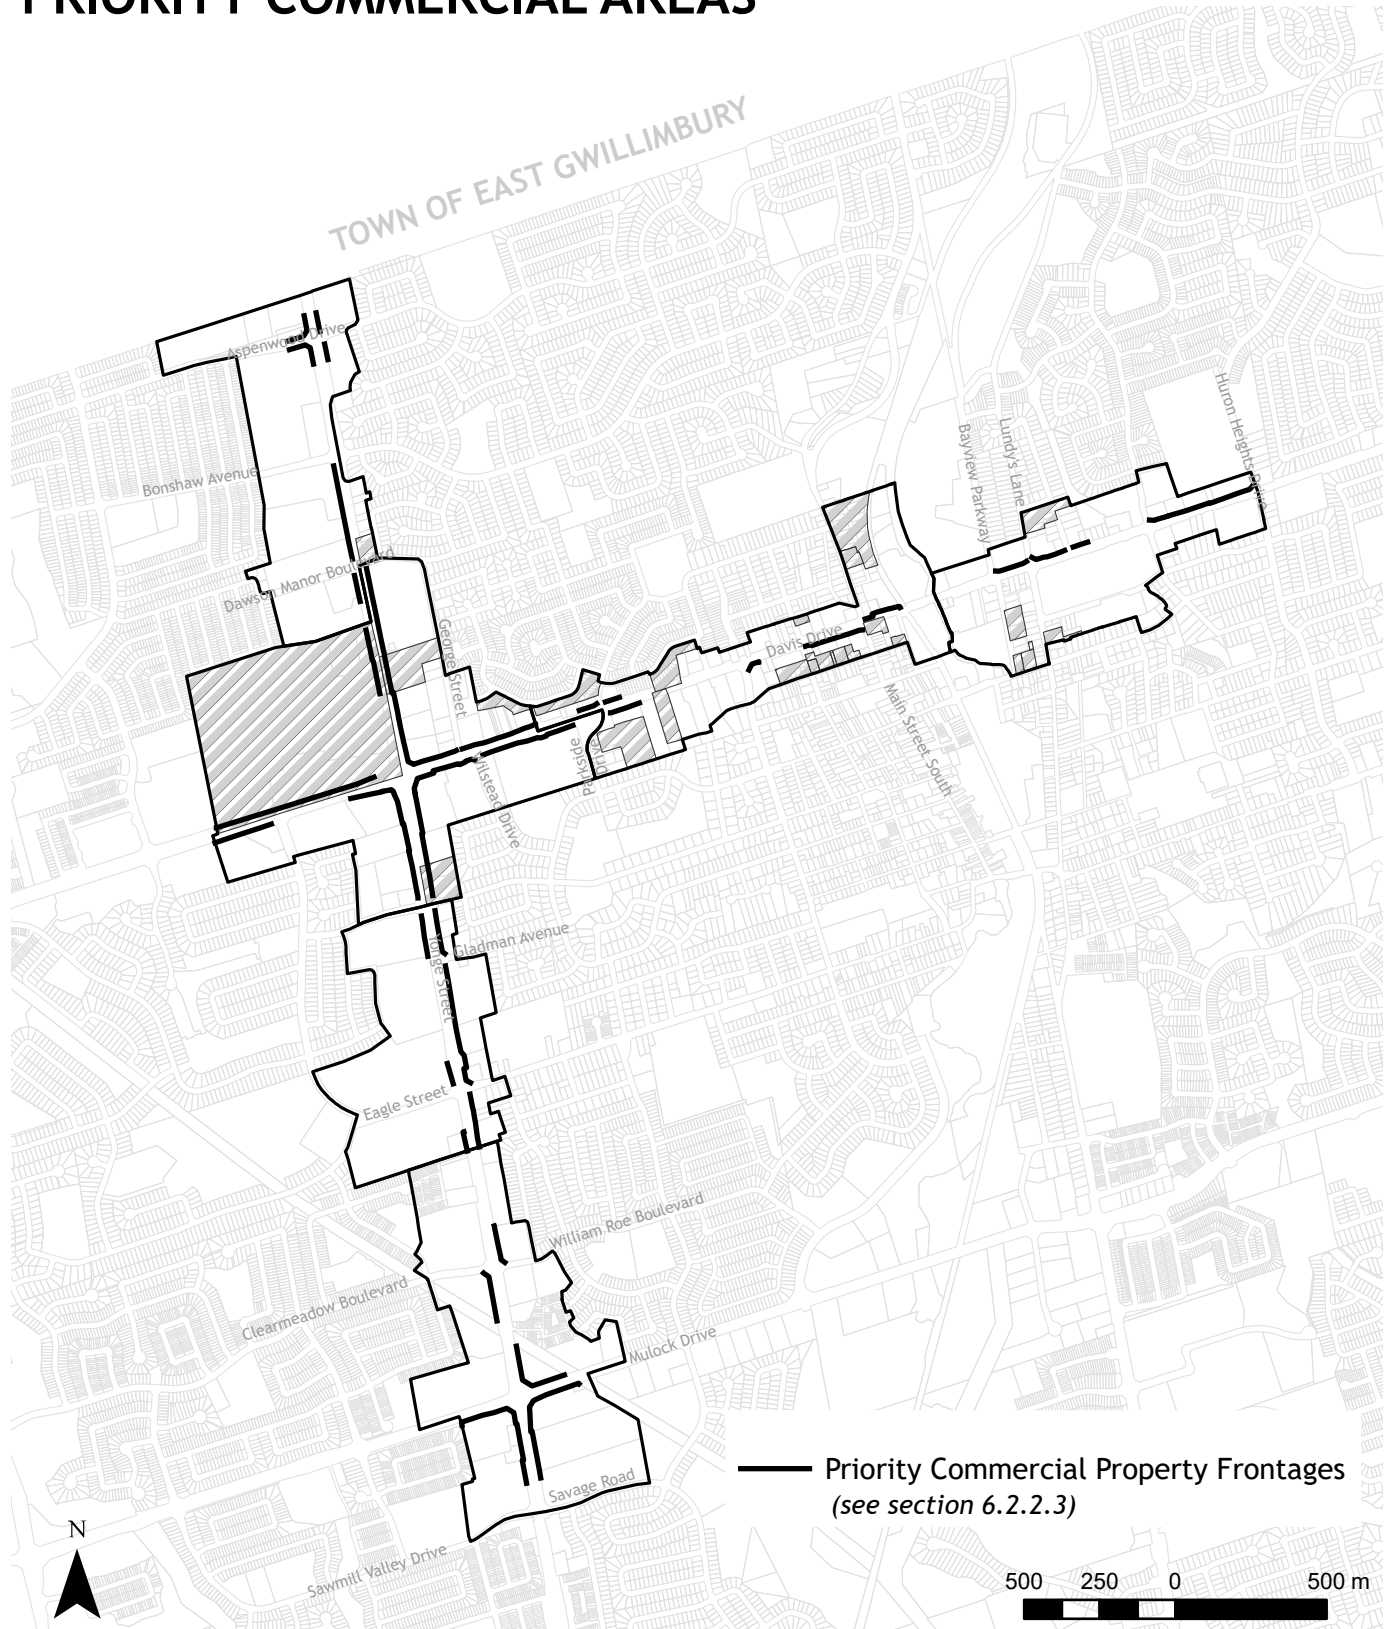 PRIORITY COMMERCIAL AREAS
TOWN OF EAST GWILLIMBURY
Aspenwood Drive
Bonshaw Avenue
Dawson Manor Boulevard
George Street
Davis Drive
Bayview Parkway
Lundy's Lane
Huron Heights Drive
Main Street South
Parkside
Drive
Wilstead Drive
Gladman Avenue
Yonge Street
Eagle Street
William Roe Boulevard
Clearmeadow Boulevard
Mulock Drive
Savage Road
Sawmill Valley Drive
Priority Commercial Property Frontages
(see section 6.2.2.3)
N
500 250 0 500 m